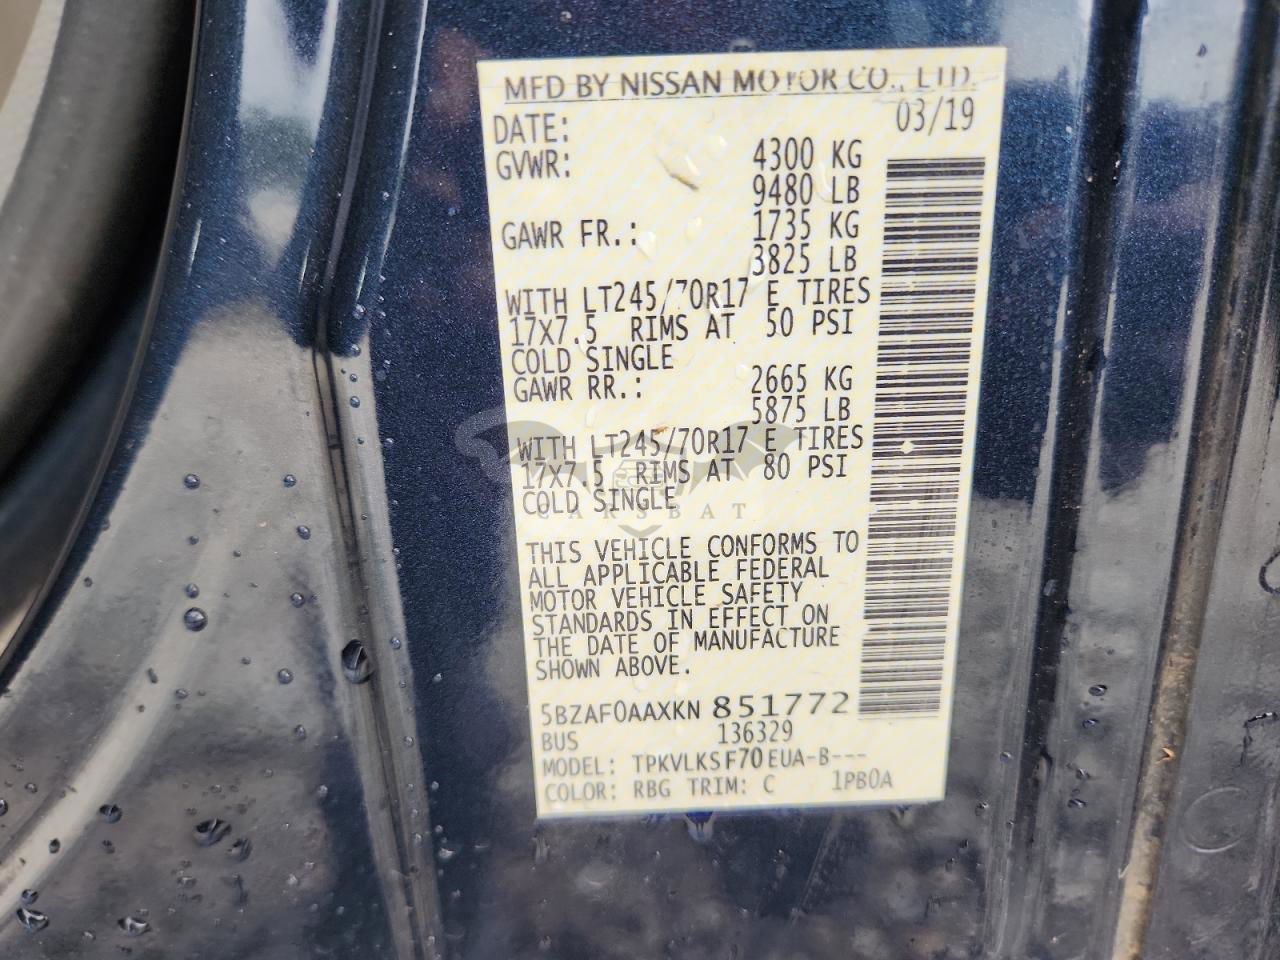 MFD BY NISSAN MOTOR CO., LTD.
DATE: 03/19
GVWR: 4300 KG
9480 LB
GAWR FR.: 1735 KG
3825 LB
WITH LT245/70R17 E TIRES
17X7.5 RIMS AT 50 PSI
COLD SINGLE
GAWR RR.: 2665 KG
5875 LB
WITH LT245/70R17 E TIRES
17X7.5 RIMS AT 80 PSI
COLD SINGLE
CARSBAT
THIS VEHICLE CONFORMS TO
ALL APPLICABLE FEDERAL
MOTOR VEHICLE SAFETY
STANDARDS IN EFFECT ON
THE DATE OF MANUFACTURE
SHOWN ABOVE.
5BZAF0AAXKN 851772
BUS 136329
MODEL: TPKVLKSF70EUA-B---
COLOR: RBG TRIM: C 1PB0A